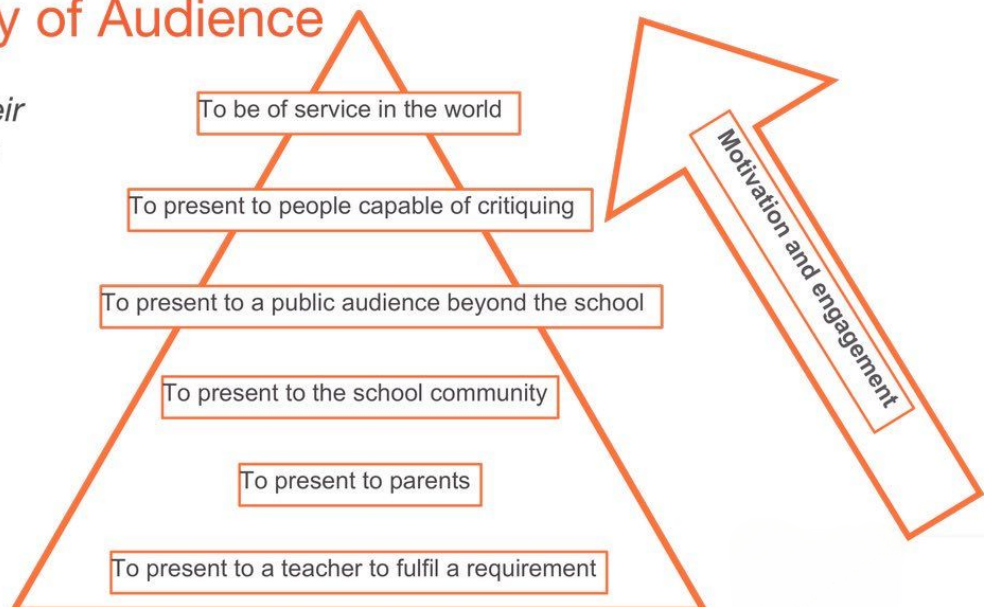 y of Audience
eir
To be of service in the world
To present to people capable of critiquing
To present to a public audience beyond the school
To present to the school community
To present to parents
To present to a teacher to fulfil a requirement
Motivation and engagement